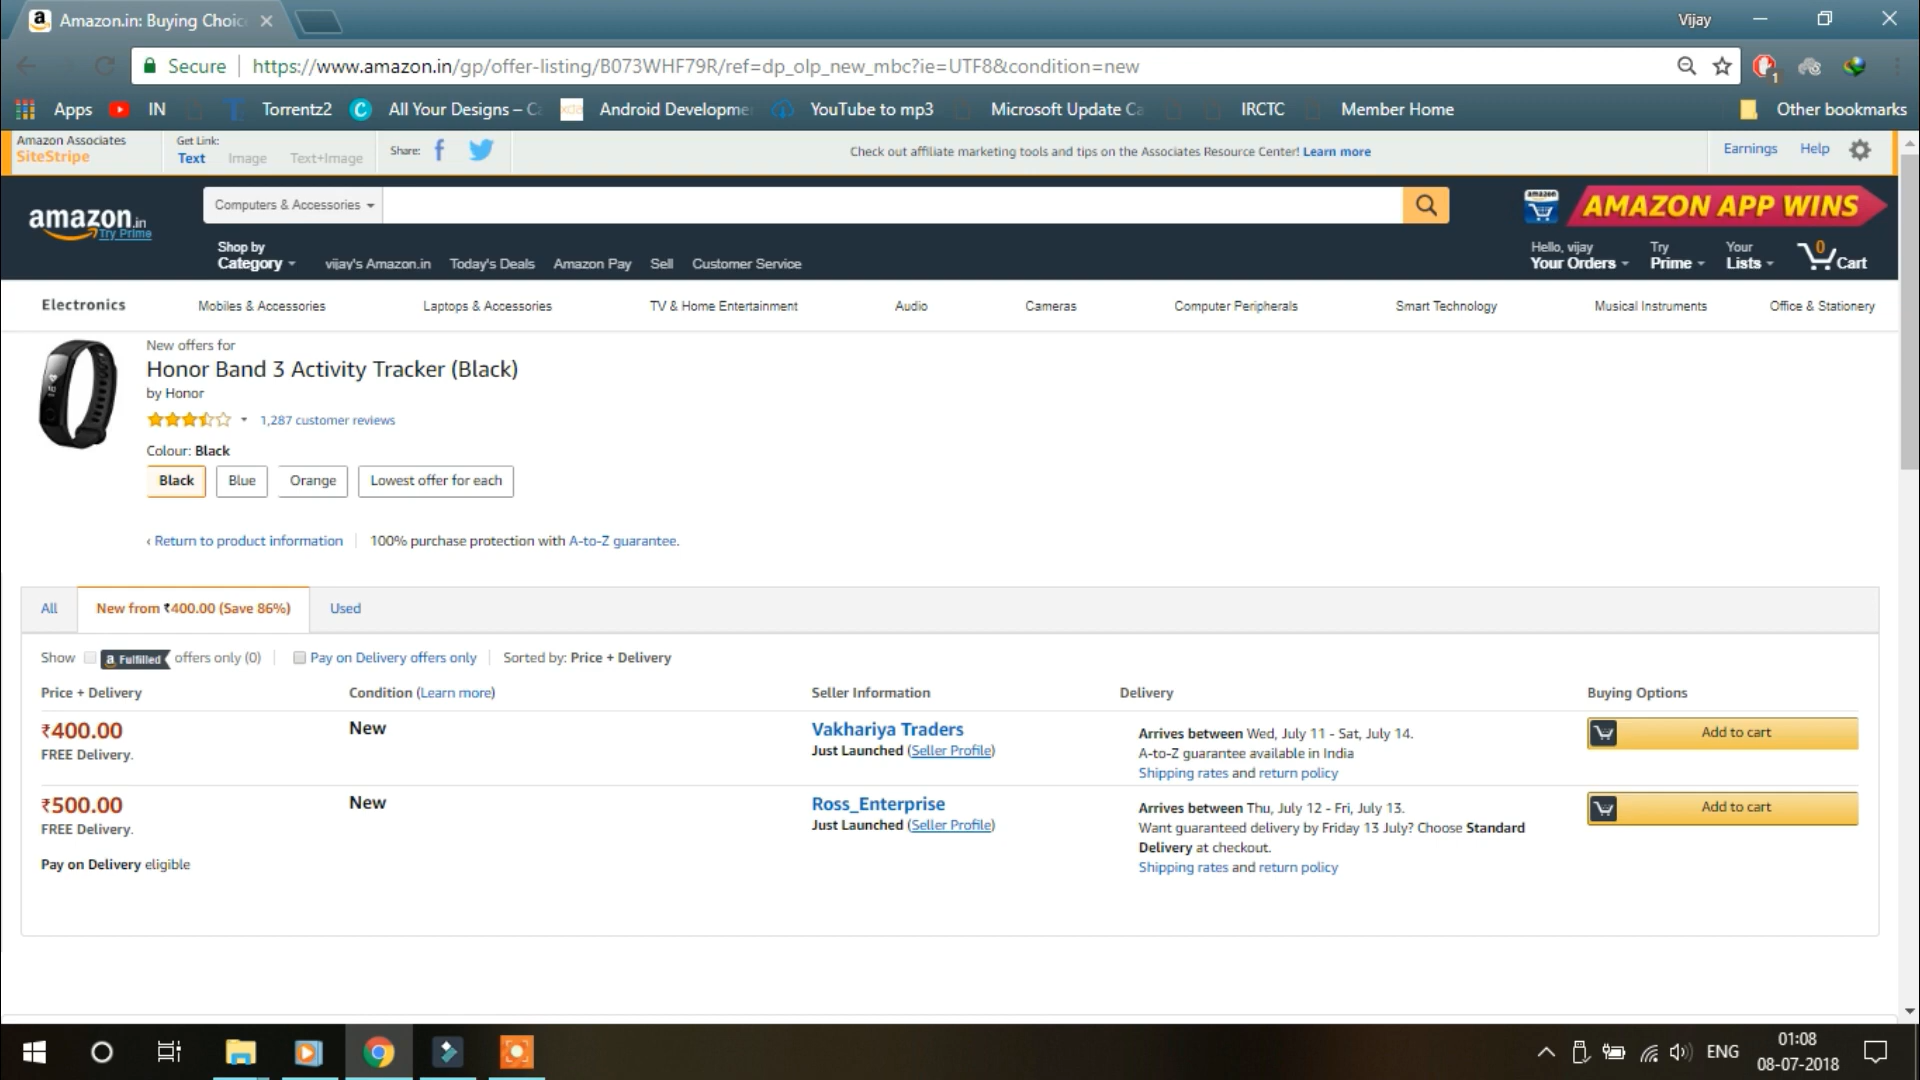 Amazon.in: Buying Choic
Vijay
Secure https://www.amazon.in/gp/offer-listing/B073WHF79R/ref=dp_olp_new_mbc?ie=UTF8&condition=new
Apps IN Torrentz2 All Your Designs – C Android Developme YouTube to mp3 Microsoft Update Ca IRCTC Member Home Other bookmarks
Amazon Associates
SiteStripe
Get Link:
Text Image Text+Image
Share:
Check out affiliate marketing tools and tips on the Associates Resource Center! Learn more
Earnings Help
amazon.in
Try Prime
Computers & Accessories
amazon
AMAZON APP WINS
Shop by
Category
vijay's Amazon.in Today's Deals Amazon Pay Sell Customer Service
Hello, vijay
Your Orders
Try
Prime
Your
Lists
0
Cart
Electronics Mobiles & Accessories Laptops & Accessories TV & Home Entertainment Audio Cameras Computer Peripherals Smart Technology Musical Instruments Office & Stationery
New offers for
Honor Band 3 Activity Tracker (Black)
by Honor
1,287 customer reviews
Colour: Black
Black Blue Orange Lowest offer for each
‹ Return to product information 100% purchase protection with A-to-Z guarantee.
All New from ₹400.00 (Save 86%) Used
Show a Fulfilled offers only (0) Pay on Delivery offers only Sorted by: Price + Delivery
Price + Delivery Condition (Learn more) Seller Information Delivery Buying Options
₹400.00
FREE Delivery.
New
Vakhariya Traders
Just Launched (Seller Profile)
Arrives between Wed, July 11 - Sat, July 14.
A-to-Z guarantee available in India
Shipping rates and return policy
Add to cart
₹500.00
FREE Delivery.
Pay on Delivery eligible
New
Ross_Enterprise
Just Launched (Seller Profile)
Arrives between Thu, July 12 - Fri, July 13.
Want guaranteed delivery by Friday 13 July? Choose Standard
Delivery at checkout.
Shipping rates and return policy
Add to cart
ENG
01:08
08-07-2018